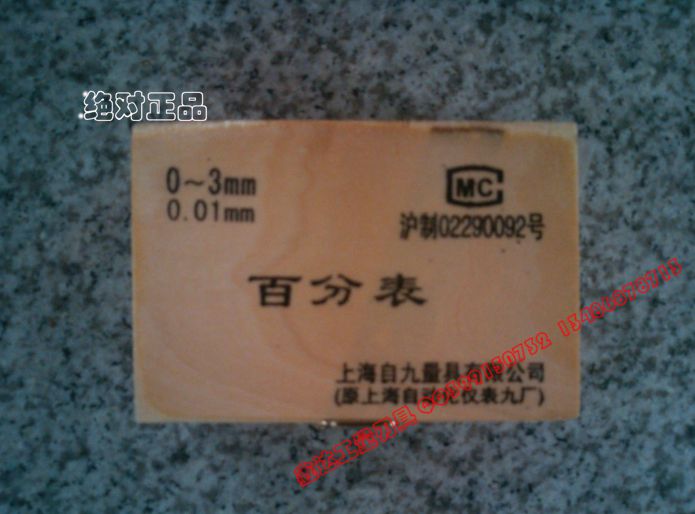 绝对正品
0~3mm
0.01mm
MC
沪制02290092号
百分表
上海自九量具有限公司
(原上海自动化仪表九厂)